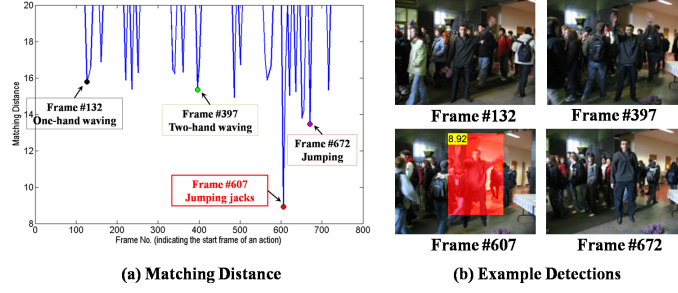 20
18
16
14
12
10
8
Matching Distance
Frame #132
One-hand waving
Frame #397
Two-hand waving
Frame #672
Jumping
Frame #607
Jumping jacks
0 100 200 300 400 500 600 700 800
Frame No. (indicating the start frame of an action)
(a) Matching Distance
Frame #132
Frame #397
8.92
Frame #607
Frame #672
(b) Example Detections